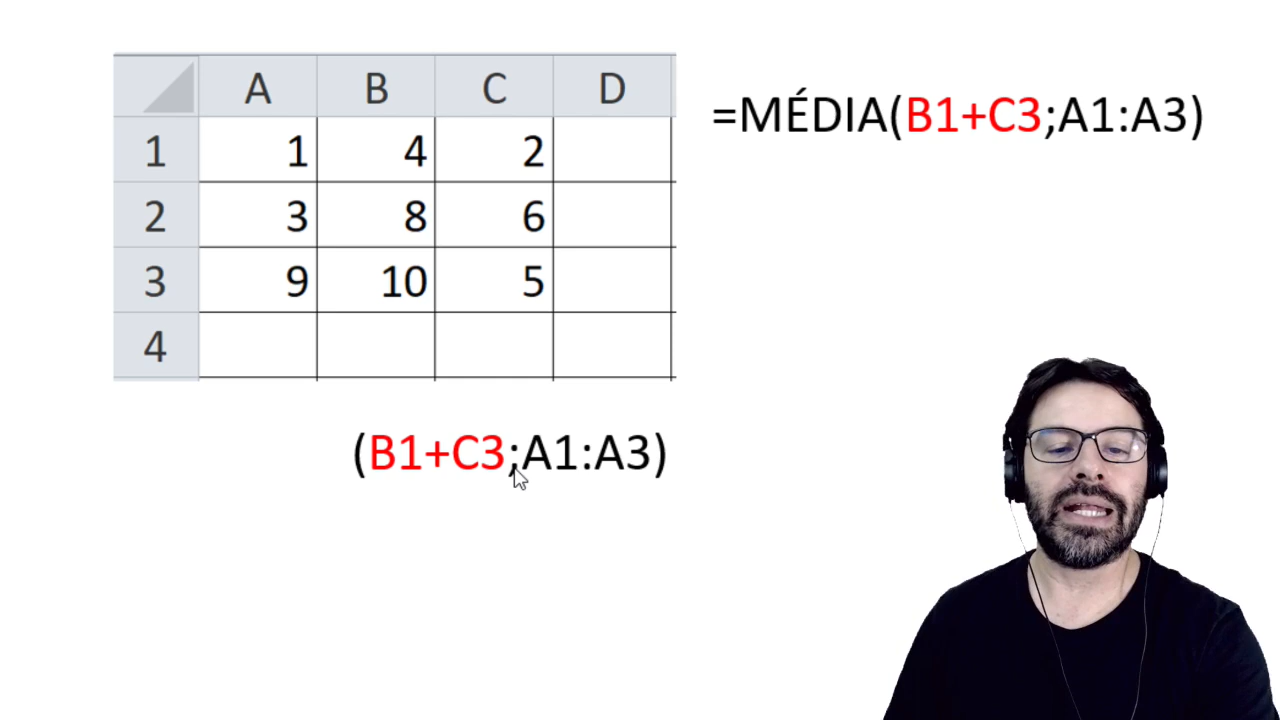 A B C D
1 1 4 2
2 3 8 6
3 9 10 5
4
=MÉDIA(B1+C3;A1:A3)
(B1+C3;A1:A3)